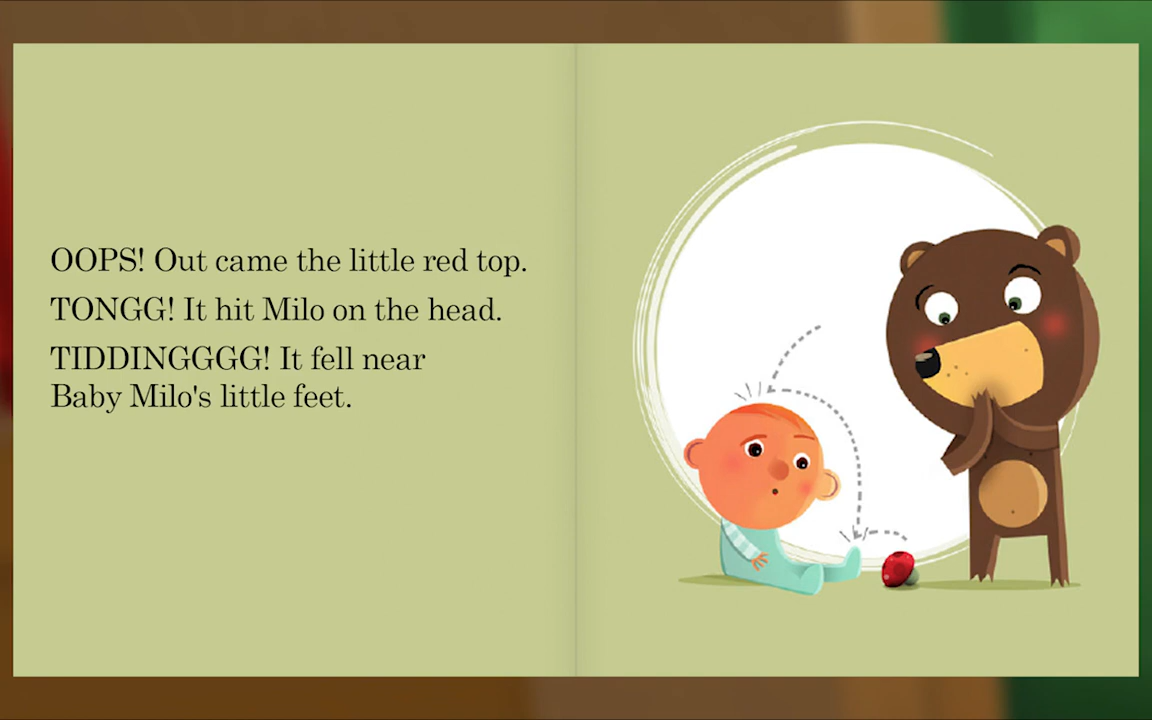 OOPS! Out came the little red top.
TONGG! It hit Milo on the head.
TIDDINGGGG! It fell near
Baby Milo's little feet.